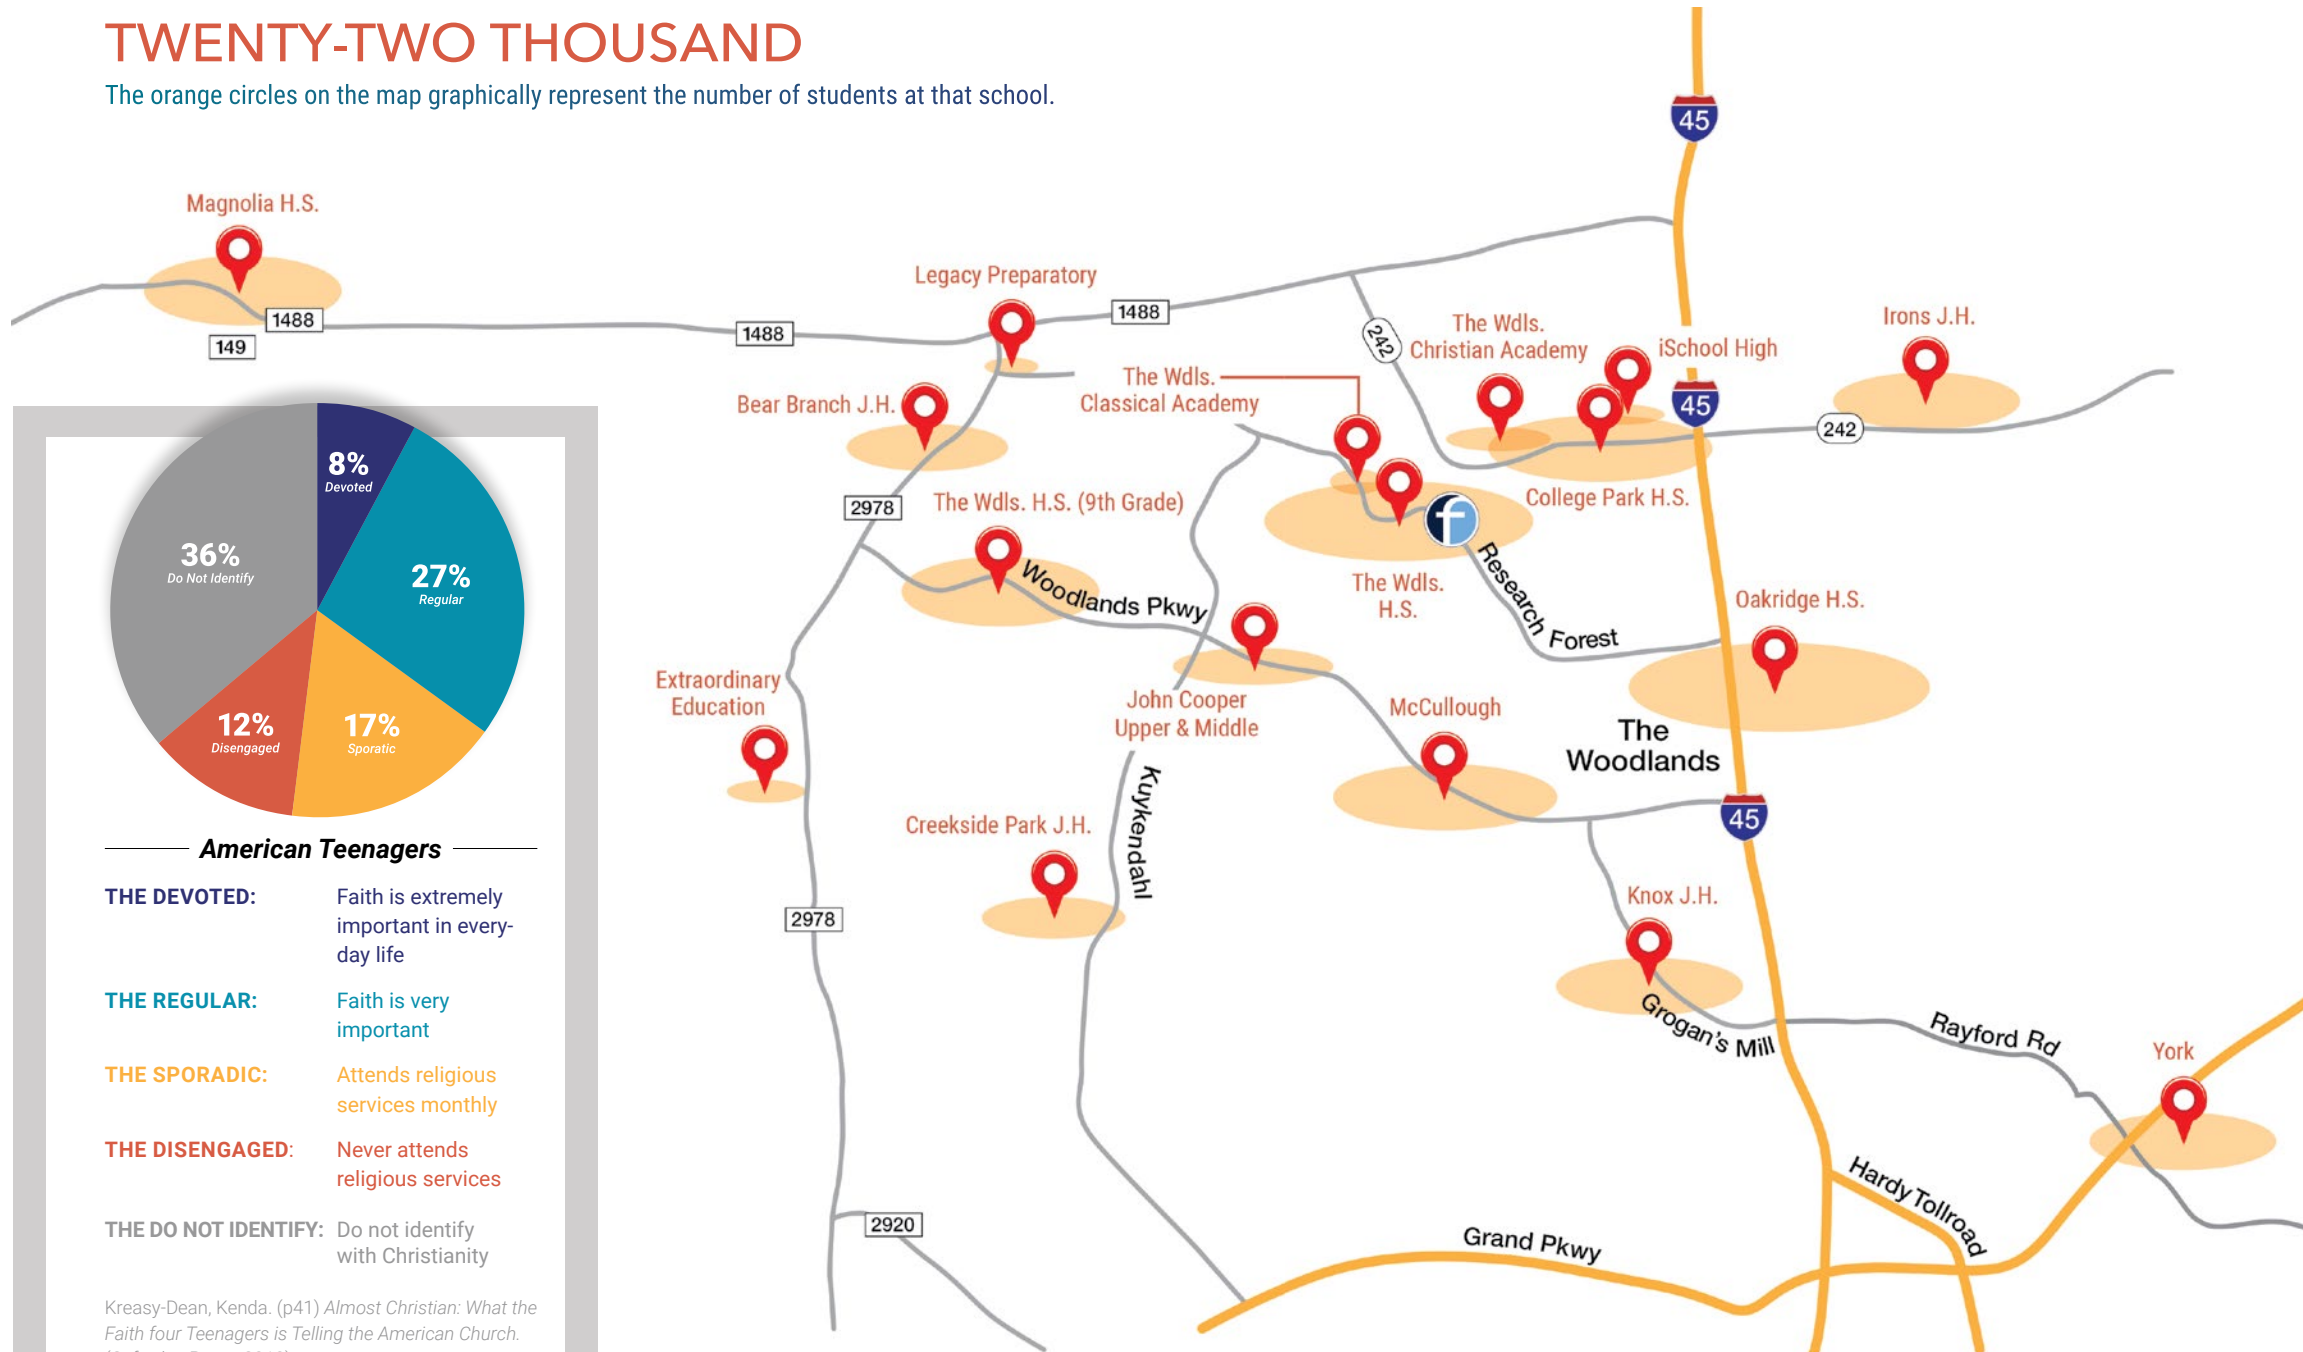 TWENTY-TWO THOUSAND
The orange circles on the map graphically represent the number of students at that school.
45
Magnolia H.S.
1488
149
Legacy Preparatory
1488
1488
242
The Wdls.
Christian Academy
iSchool High
Irons J.H.
The Wdls.
Classical Academy
Bear Branch J.H.
45
242
2978
The Wdls. H.S. (9th Grade)
College Park H.S.
f
Woodlands Pkwy
The Wdls.
H.S.
Research Forest
Oakridge H.S.
Extraordinary
Education
John Cooper
Upper & Middle
McCullough
The
Woodlands
45
Kuykendahl
Creekside Park J.H.
2978
Knox J.H.
Grogan's Mill
Rayford Rd
York
Hardy Tollroad
2920
Grand Pkwy
8%
Devoted
27%
Regular
36%
Do Not Identify
12%
Disengaged
17%
Sporatic
American Teenagers
THE DEVOTED: Faith is extremely
important in every-
day life
THE REGULAR: Faith is very
important
THE SPORADIC: Attends religious
services monthly
THE DISENGAGED: Never attends
religious services
THE DO NOT IDENTIFY: Do not identify
with Christianity
Kreasy-Dean, Kenda. (p41) Almost Christian: What the
Faith four Teenagers is Telling the American Church.